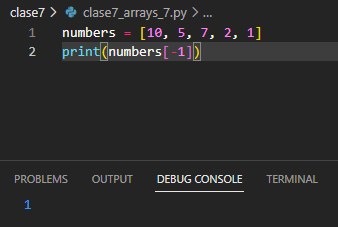 clase7 > clase7_arrays_7.py > ...
1 numbers = [10, 5, 7, 2, 1]
2 print(numbers[-1])
PROBLEMS OUTPUT DEBUG CONSOLE TERMINAL
1